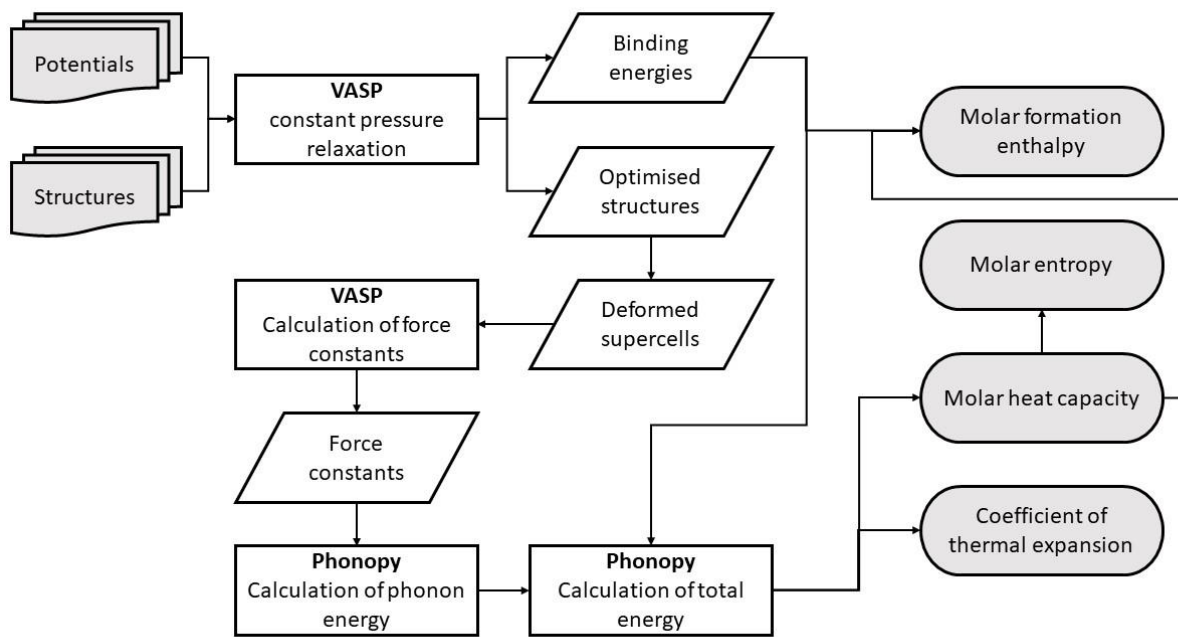 Potentials
Structures
VASP
constant pressure
relaxation
Binding
energies
Optimised
structures
Deformed
supercells
VASP
Calculation of force
constants
Force
constants
Phonopy
Calculation of phonon
energy
Phonopy
Calculation of total
energy
Molar formation
enthalpy
Molar entropy
Molar heat capacity
Coefficient of
thermal expansion